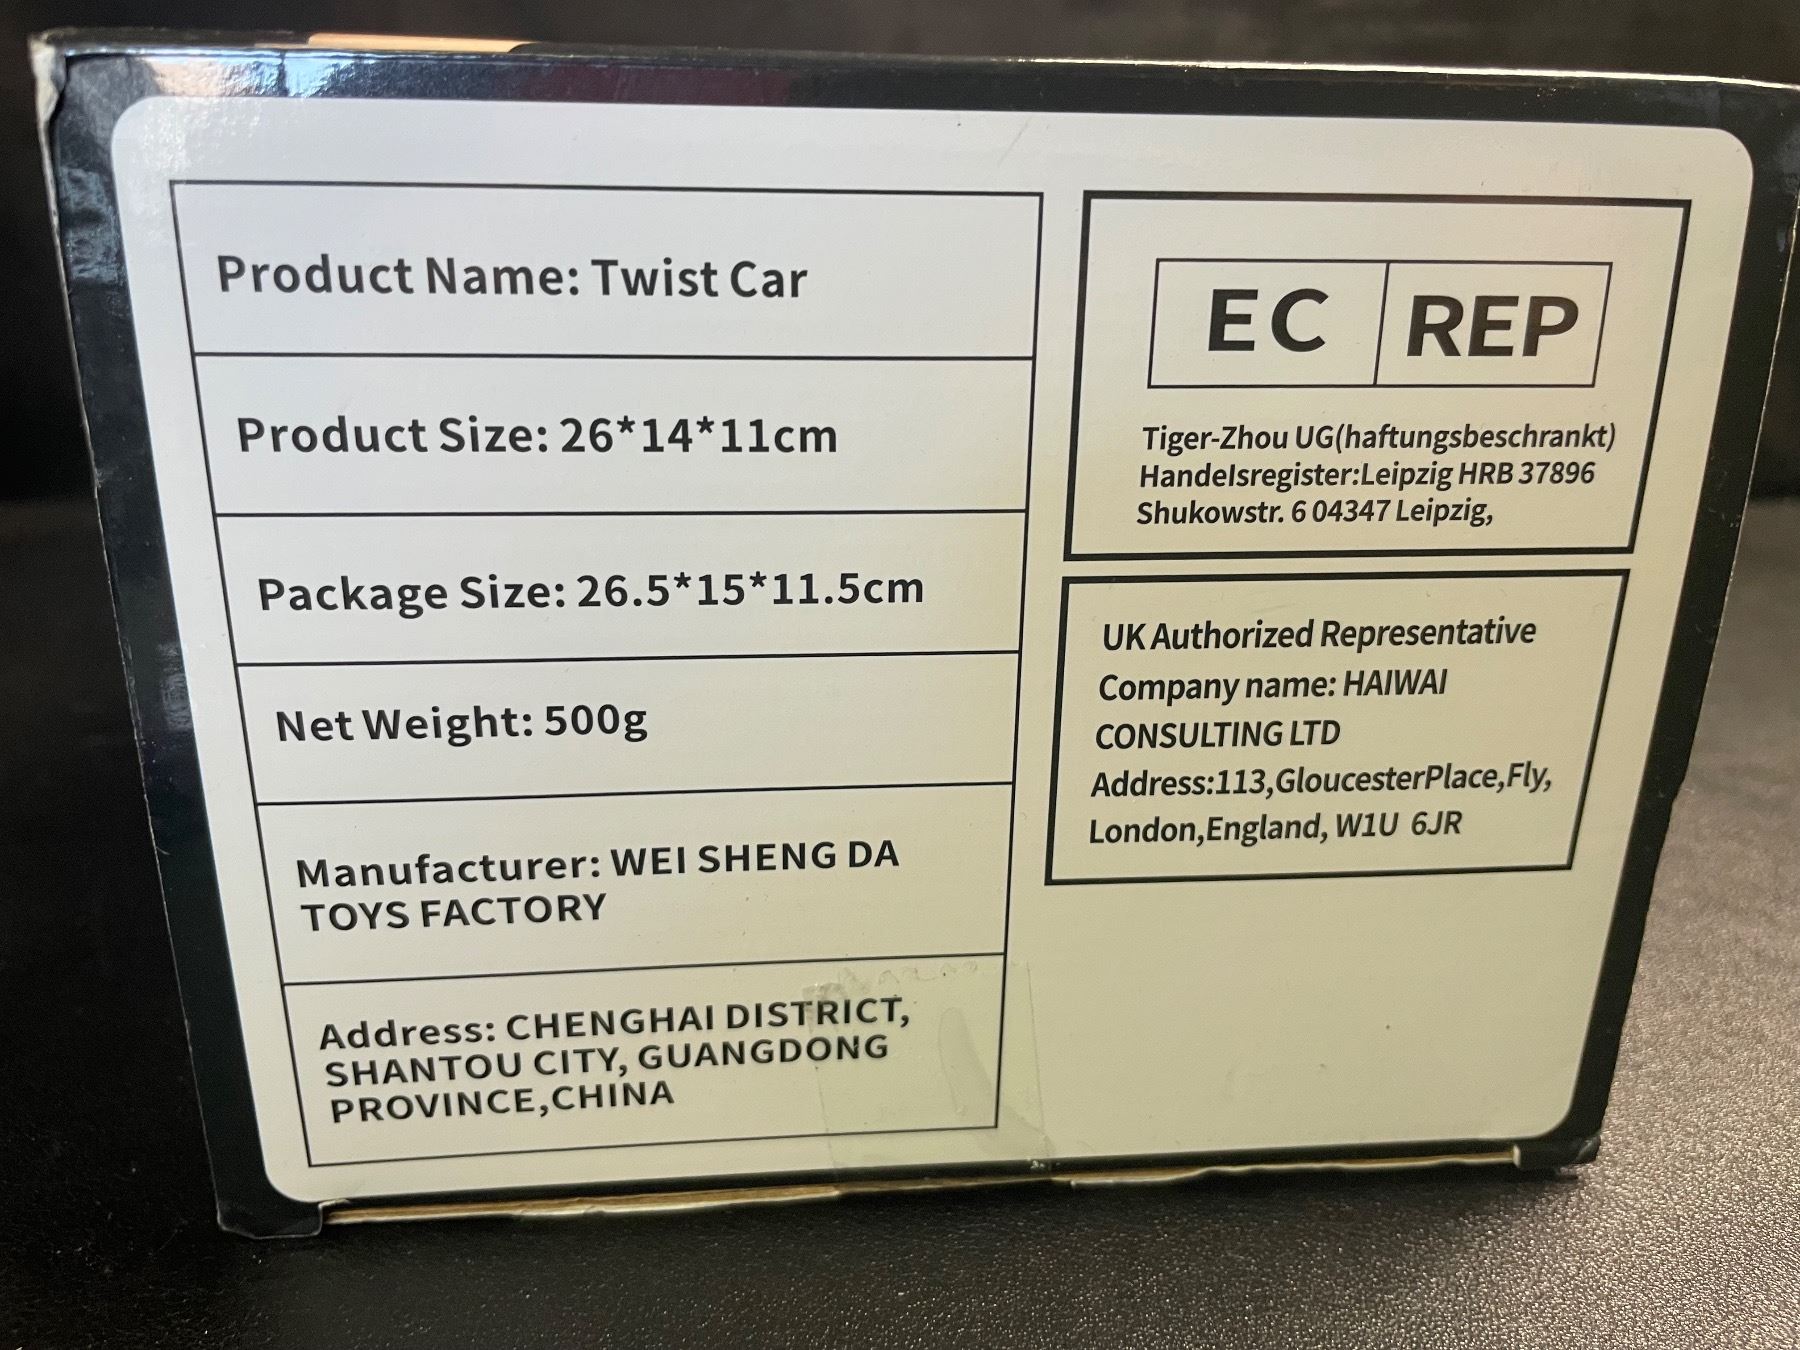 Product Name: Twist Car
Product Size: 26*14*11cm
Package Size: 26.5*15*11.5cm
Net Weight: 500g
Manufacturer: WEI SHENG DA
TOYS FACTORY
Address: CHENGHAI DISTRICT,
SHANTOU CITY, GUANGDONG
PROVINCE,CHINA
EC REP
Tiger-Zhou UG(haftungsbeschrankt)
Handelsregister:Leipzig HRB 37896
Shukowstr. 6 04347 Leipzig,
UK Authorized Representative
Company name: HAIWAI
CONSULTING LTD
Address:113,GloucesterPlace,Fly,
London,England, W1U 6JR